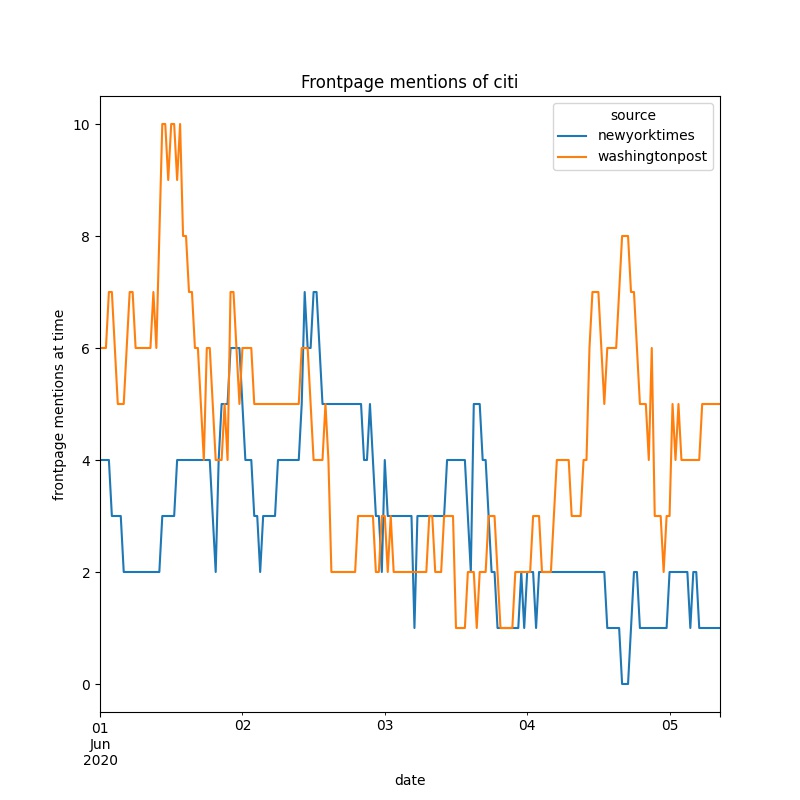 Frontpage mentions of citi
source
newyorktimes
washingtonpost
frontpage mentions at time
10
8
6
4
2
0
01
Jun
2020
02
03
04
05
date